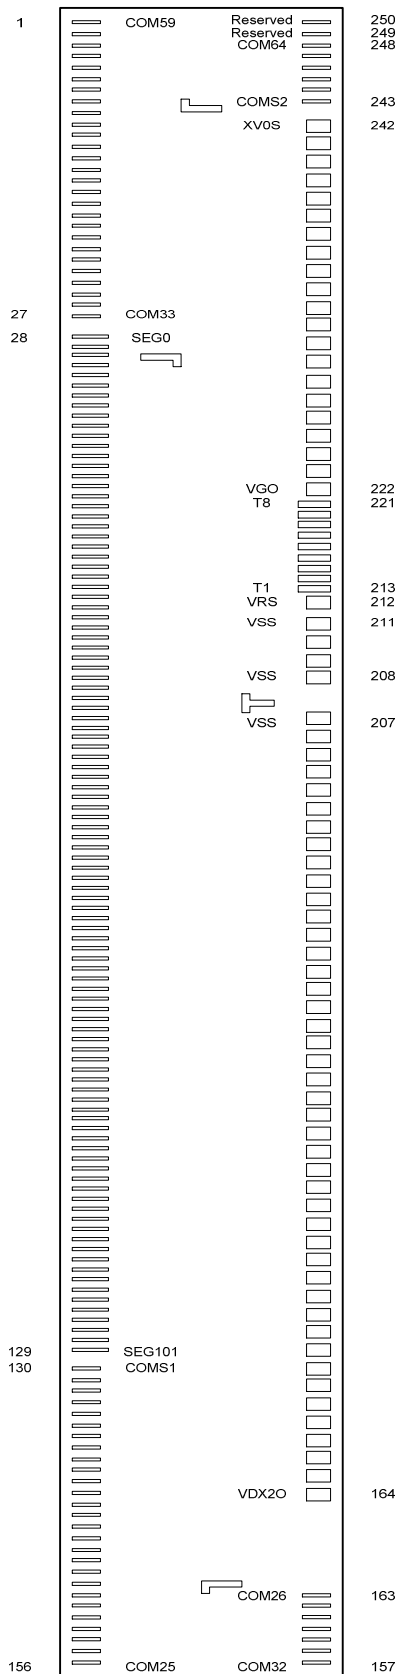 1 COM59 Reserved 250
Reserved 249
COM64 248
COMS2 243
XV0S 242
27 COM33
28 SEG0
VGO 222
T8 221
T1 213
VRS 212
VSS 211
VSS 208
VSS 207
129 SEG101
130 COMS1
VDX2O 164
COM26 163
156 COM25 COM32 157